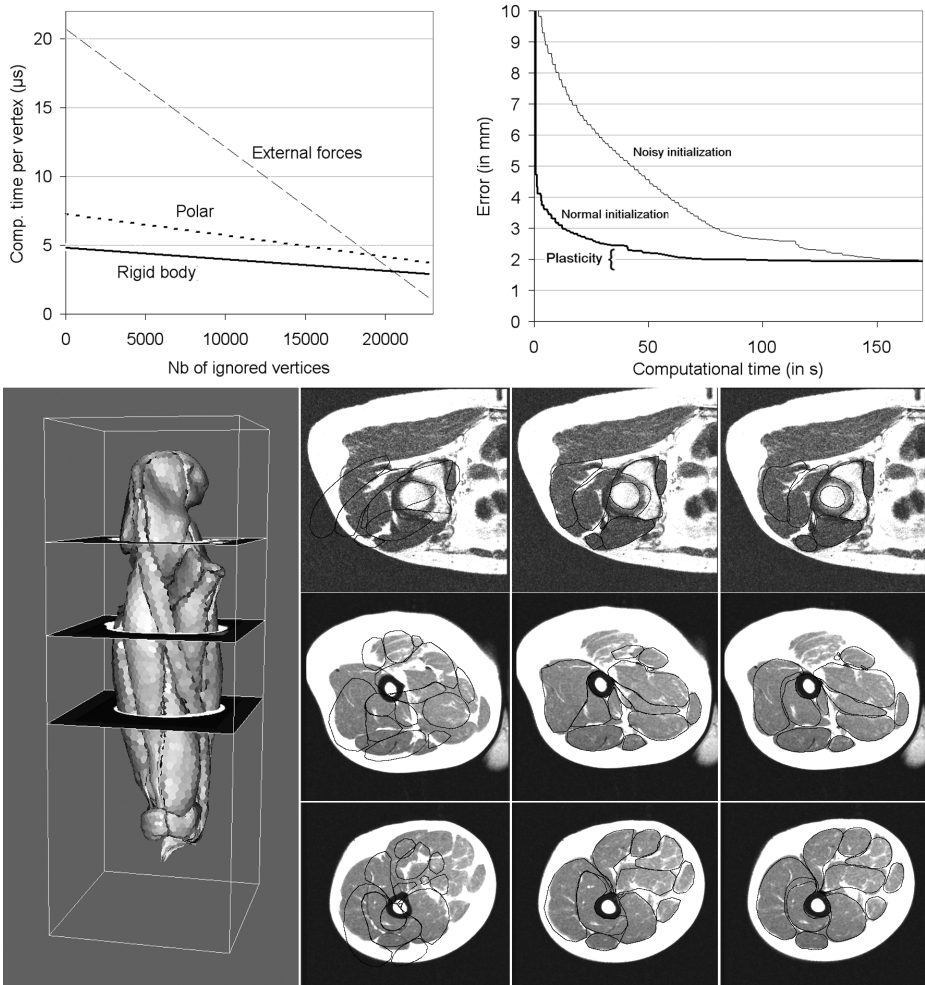 20
15
10
5
0
Comp. time per vertex (µs)
External forces
Polar
Rigid body
0 5000 10000 15000 20000
Nb of ignored vertices
10
9
8
7
6
5
4
3
2
1
0
Error (in mm)
Noisy initialization
Normal initialization
Plasticity {
0 50 100 150
Computational time (in s)